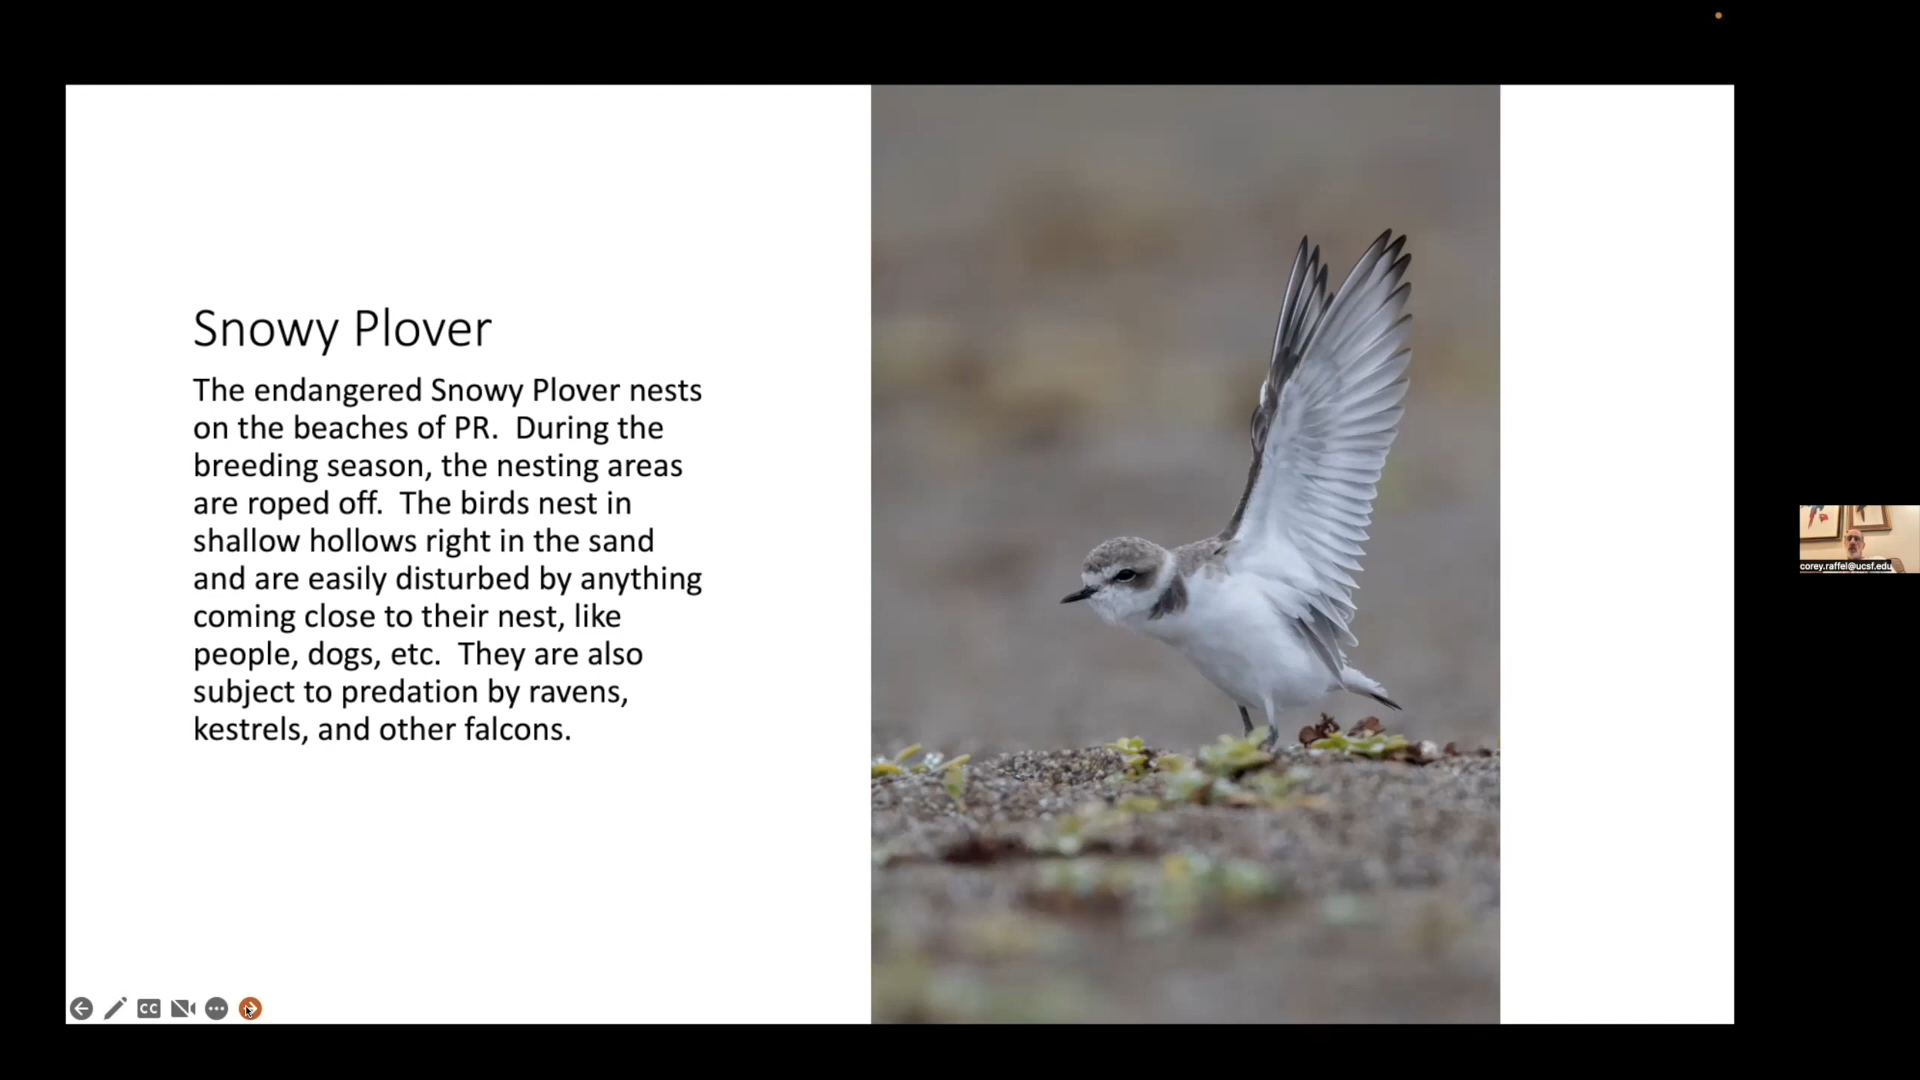 Snowy Plover
The endangered Snowy Plover nests
on the beaches of PR.  During the
breeding season, the nesting areas
are roped off.  The birds nest in
shallow hollows right in the sand
and are easily disturbed by anything
coming close to their nest, like
people, dogs, etc.  They are also
subject to predation by ravens,
kestrels, and other falcons.
corey.raffel@ucsf.edu
CC